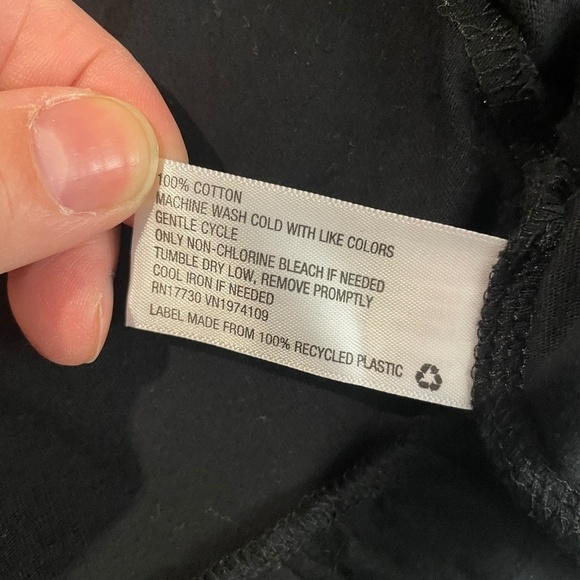 100% COTTON
MACHINE WASH COLD WITH LIKE COLORS
GENTLE CYCLE
ONLY NON-CHLORINE BLEACH IF NEEDED
TUMBLE DRY LOW, REMOVE PROMPTLY
COOL IRON IF NEEDED
RN17730 VN1974109
LABEL MADE FROM 100% RECYCLED PLASTIC